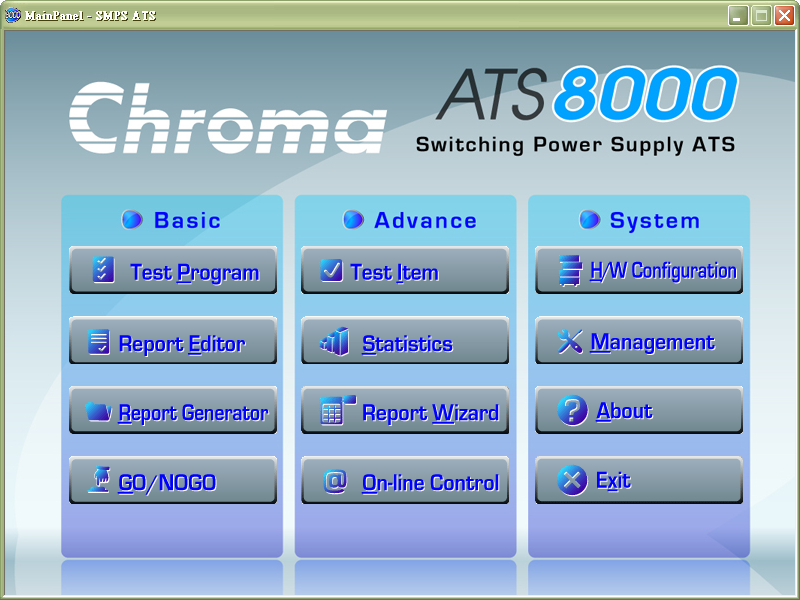 MainPanel - SMPS ATS
Chroma
ATS 8000
Switching Power Supply ATS
Basic
Test Program
Report Editor
Report Generator
GO/NOGO
Advance
Test Item
Statistics
Report Wizard
On-line Control
System
H/W Configuration
Management
About
Exit